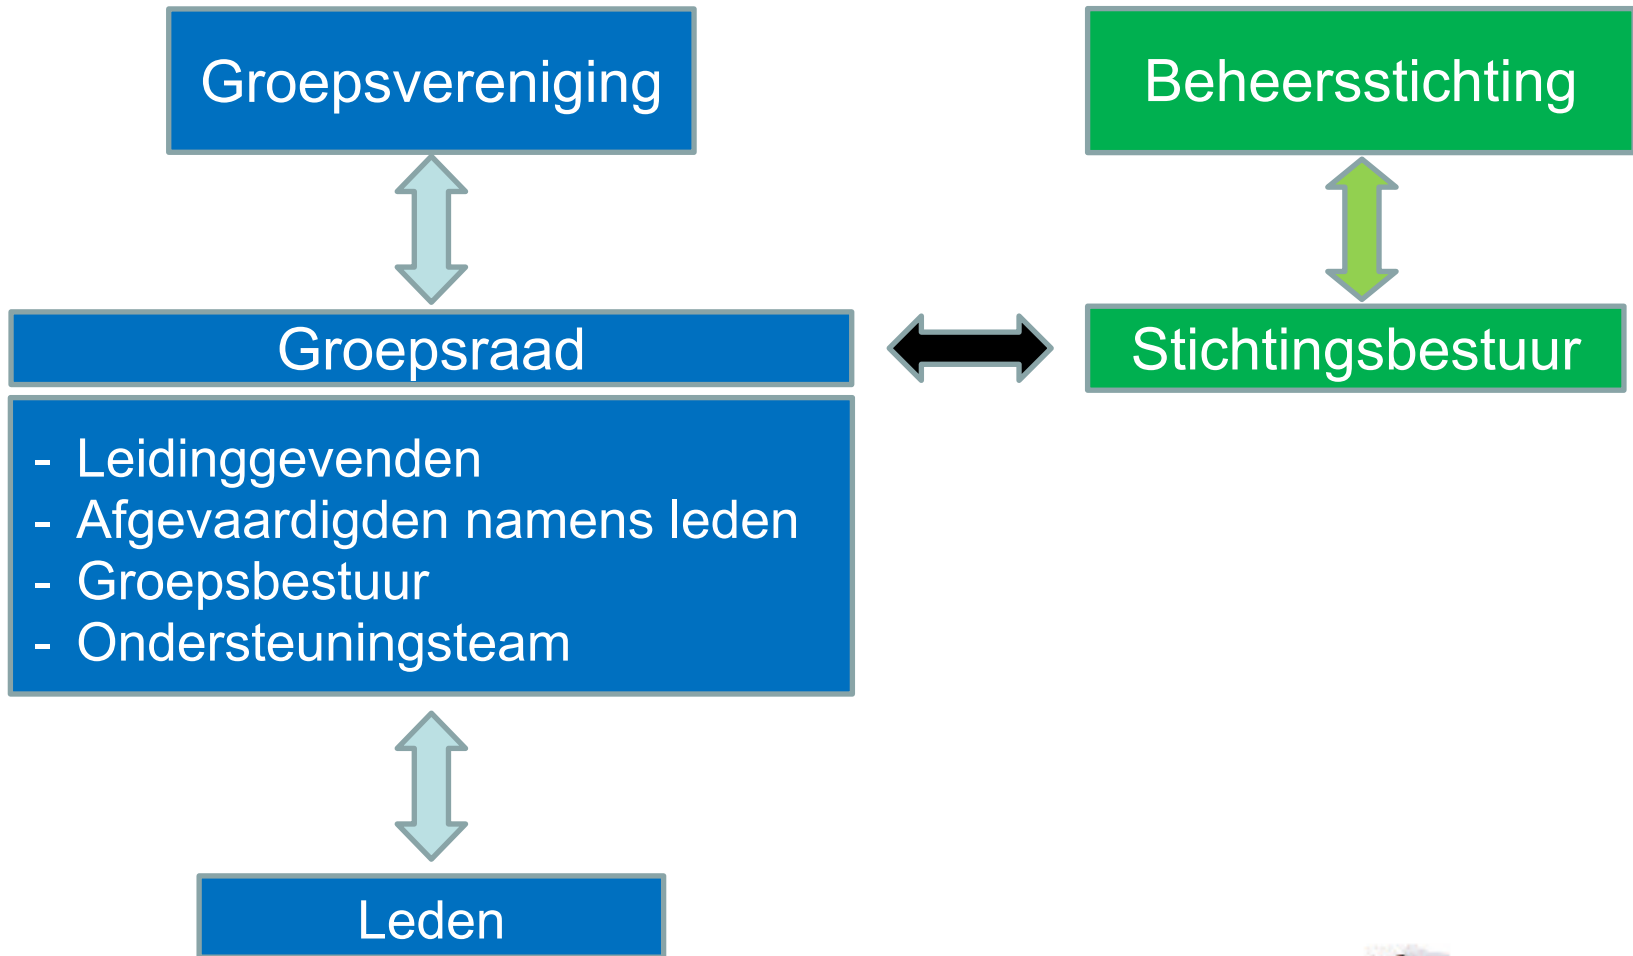 Groepsvereniging
Beheersstichting
Groepsraad
Stichtingsbestuur
- Leidinggevenden
- Afgevaardigden namens leden
- Groepsbestuur
- Ondersteuningsteam
Leden